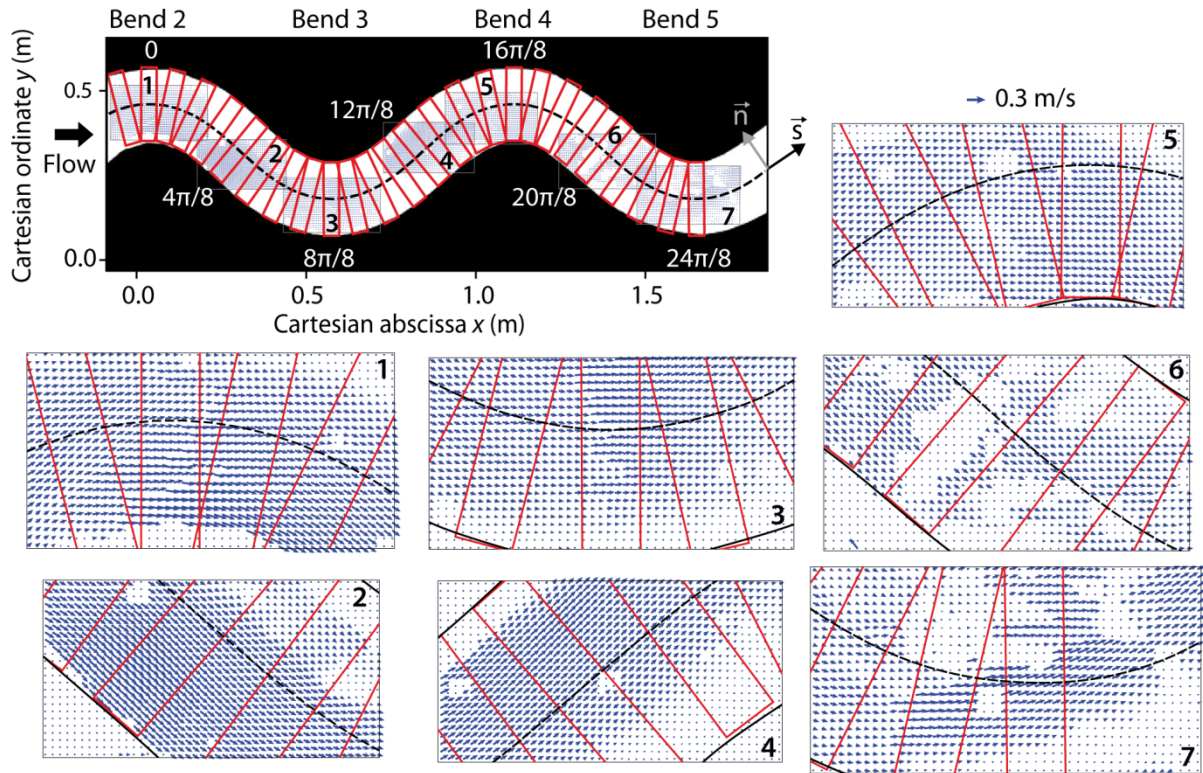 Bend 2 Bend 3 Bend 4 Bend 5
Cartesian ordinate y (m)
0.5
0.0
Flow
0
1
2
3
4
5
6
7
4π/8
8π/8
12π/8
16π/8
20π/8
24π/8
n
s
0.0 0.5 1.0 1.5
Cartesian abscissa x (m)
0.3 m/s
5
1
3
6
2
4
7